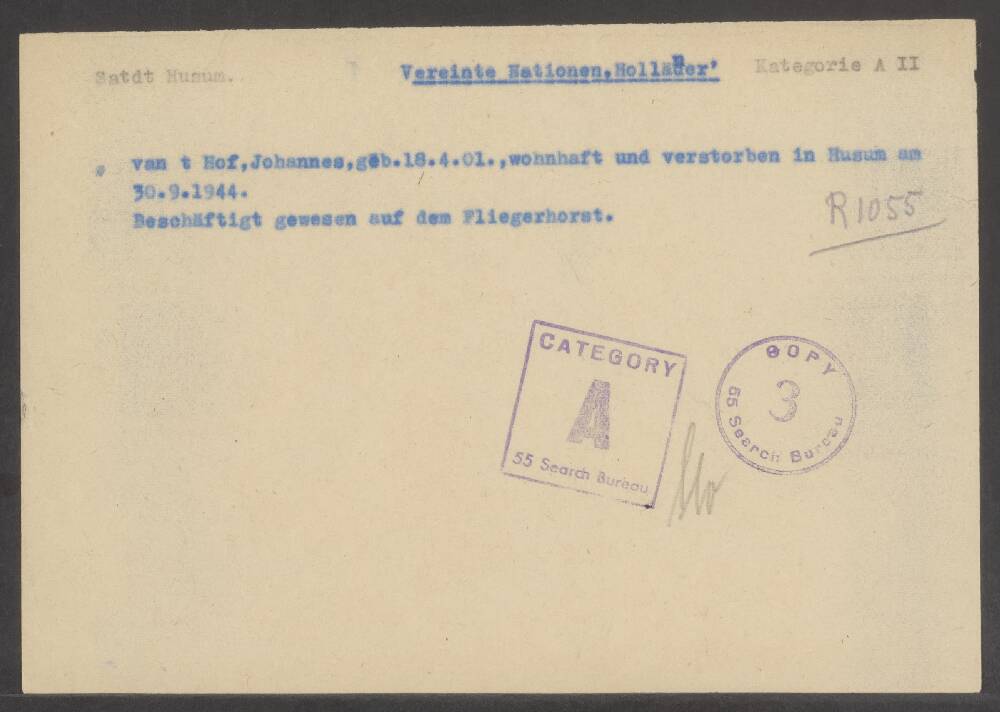 Satdt Husum. Vereinte Nationen,Holländer' Kategorie A II
van t Hof,Johannes,geb.18.4.01.,wohnhaft und verstorben in Husum am
30.9.1944.
Beschäftigt gewesen auf dem Fliegerhorst.
R1055
CATEGORY
A
55 Search Bureau
COPY
3
55 Search Bureau